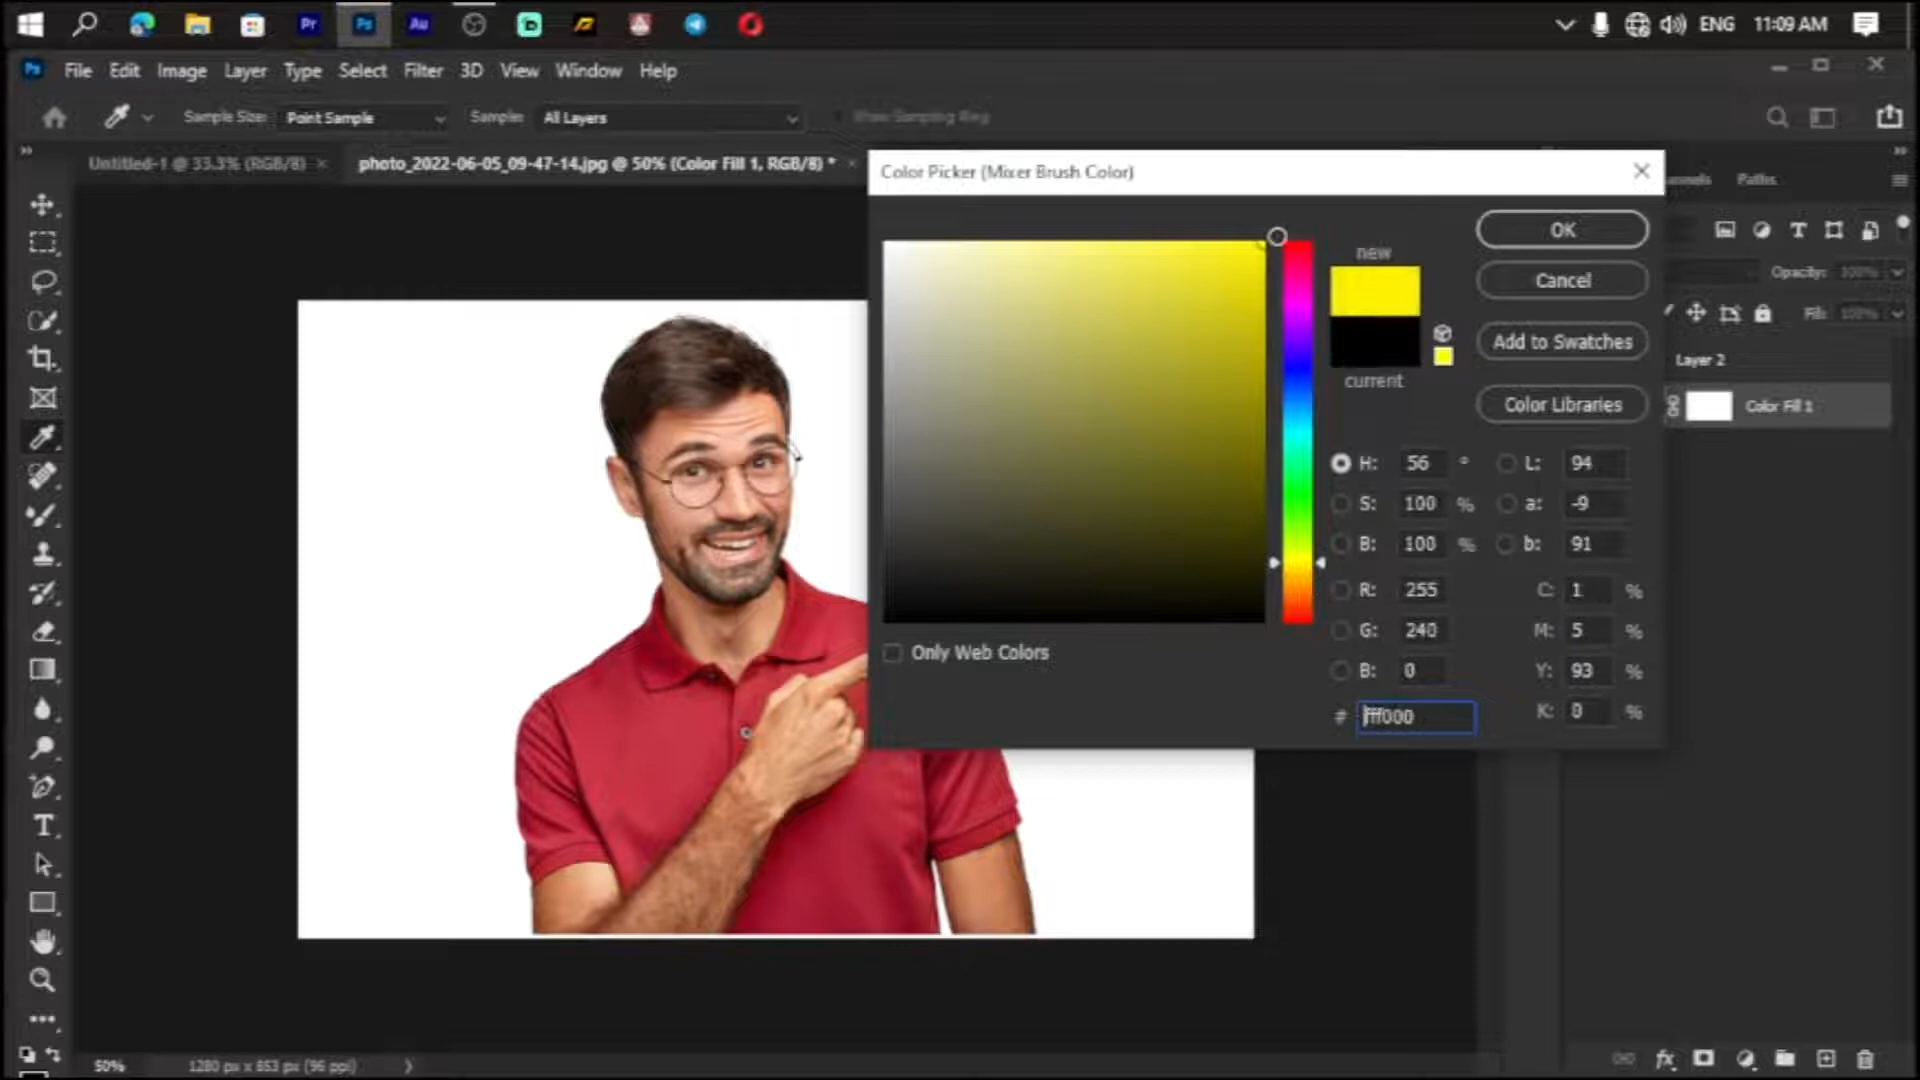 Pr Ps Au
ENG 11:09 AM
Ps File Edit Image Layer Type Select Filter 3D View Window Help
Sample Size: Point Sample Sample: All Layers Show Sampling Ring
Untitled-1 @ 33.3% (RGB/8) ×
photo_2022-06-05_09-47-14.jpg @ 50% (Color Fill 1, RGB/8) * ×
Color Picker (Mixer Brush Color)
Paths
OK
new
Cancel
Opacity: 100%
Fill: 100%
Add to Swatches
Layer 2
current
Color Libraries
Color Fill 1
H: 56 °
L: 94
S: 100 %
a: -9
B: 100 %
b: 91
R: 255
C: 1 %
G: 240
M: 5 %
Only Web Colors
B: 0
Y: 93 %
# fff000
K: 0 %
50% 1280 px x 853 px (96 ppi)
fx